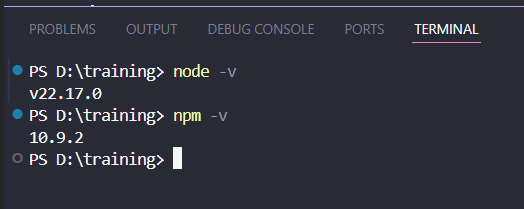 PROBLEMS OUTPUT DEBUG CONSOLE PORTS TERMINAL
PS D:\training> node -v
v22.17.0
PS D:\training> npm -v
10.9.2
PS D:\training>